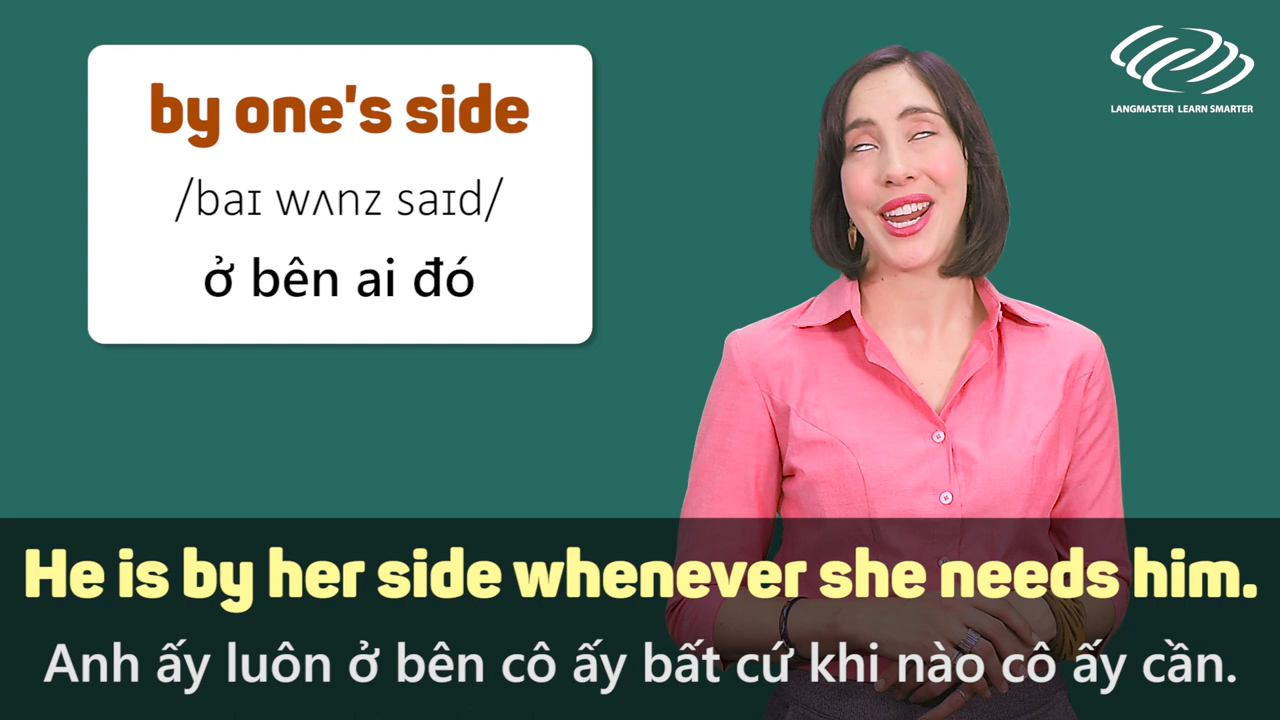 by one's side
/baɪ wʌnz saɪd/
ở bên ai đó
LANGMASTER LEARN SMARTER
He is by her side whenever she needs him.
Anh ấy luôn ở bên cô ấy bất cứ khi nào cô ấy cần.